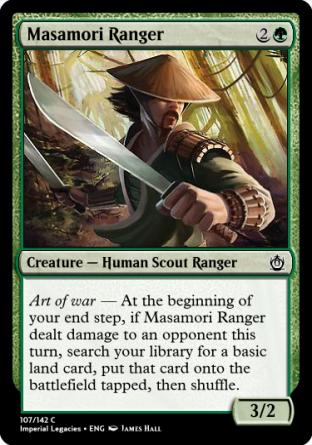 Masamori Ranger 2
Creature — Human Scout Ranger
Art of war — At the beginning of
your end step, if Masamori Ranger
dealt damage to an opponent this
turn, search your library for a basic
land card, put that card onto the
battlefield tapped, then shuffle.
3/2
107/142 C
Imperial Legacies • ENG James Hall